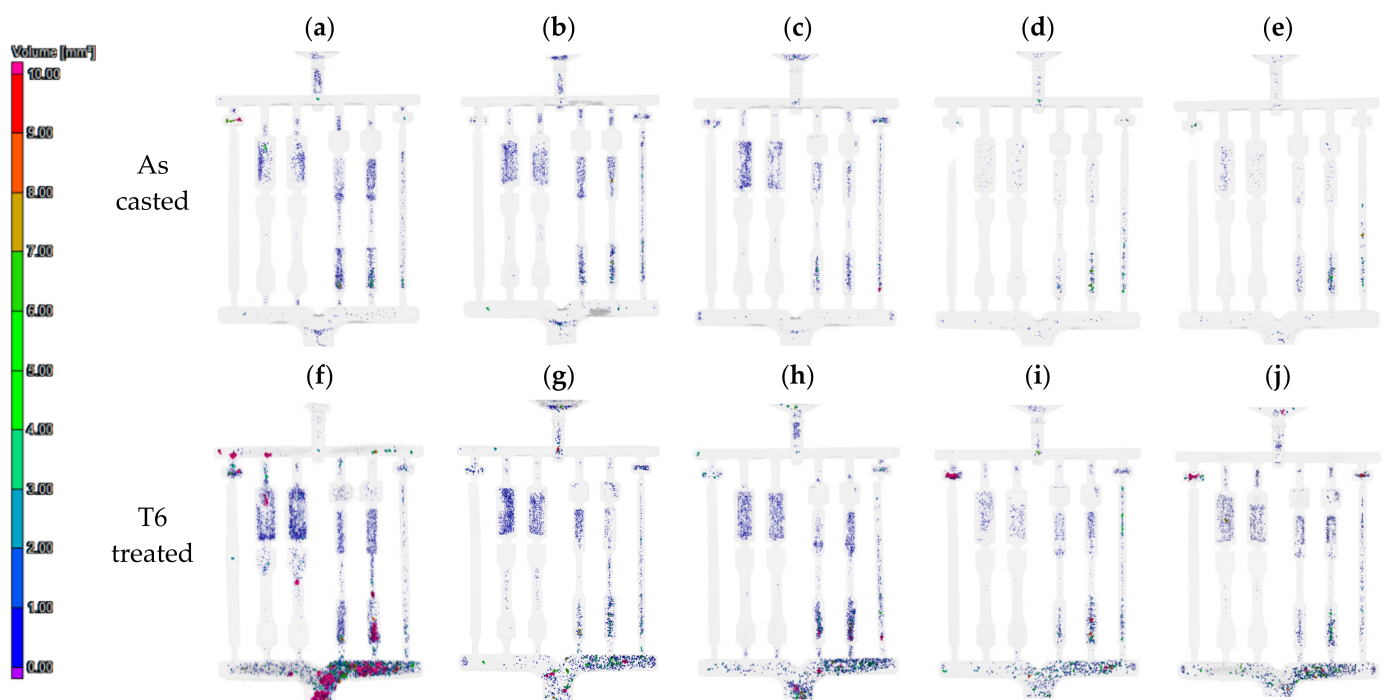 (a) (b) (c) (d) (e)
Volume [mm³]
10.00
9.00
8.00
7.00
6.00
5.00
4.00
3.00
2.00
1.00
0.00
As
casted
(f) (g) (h) (i) (j)
T6
treated